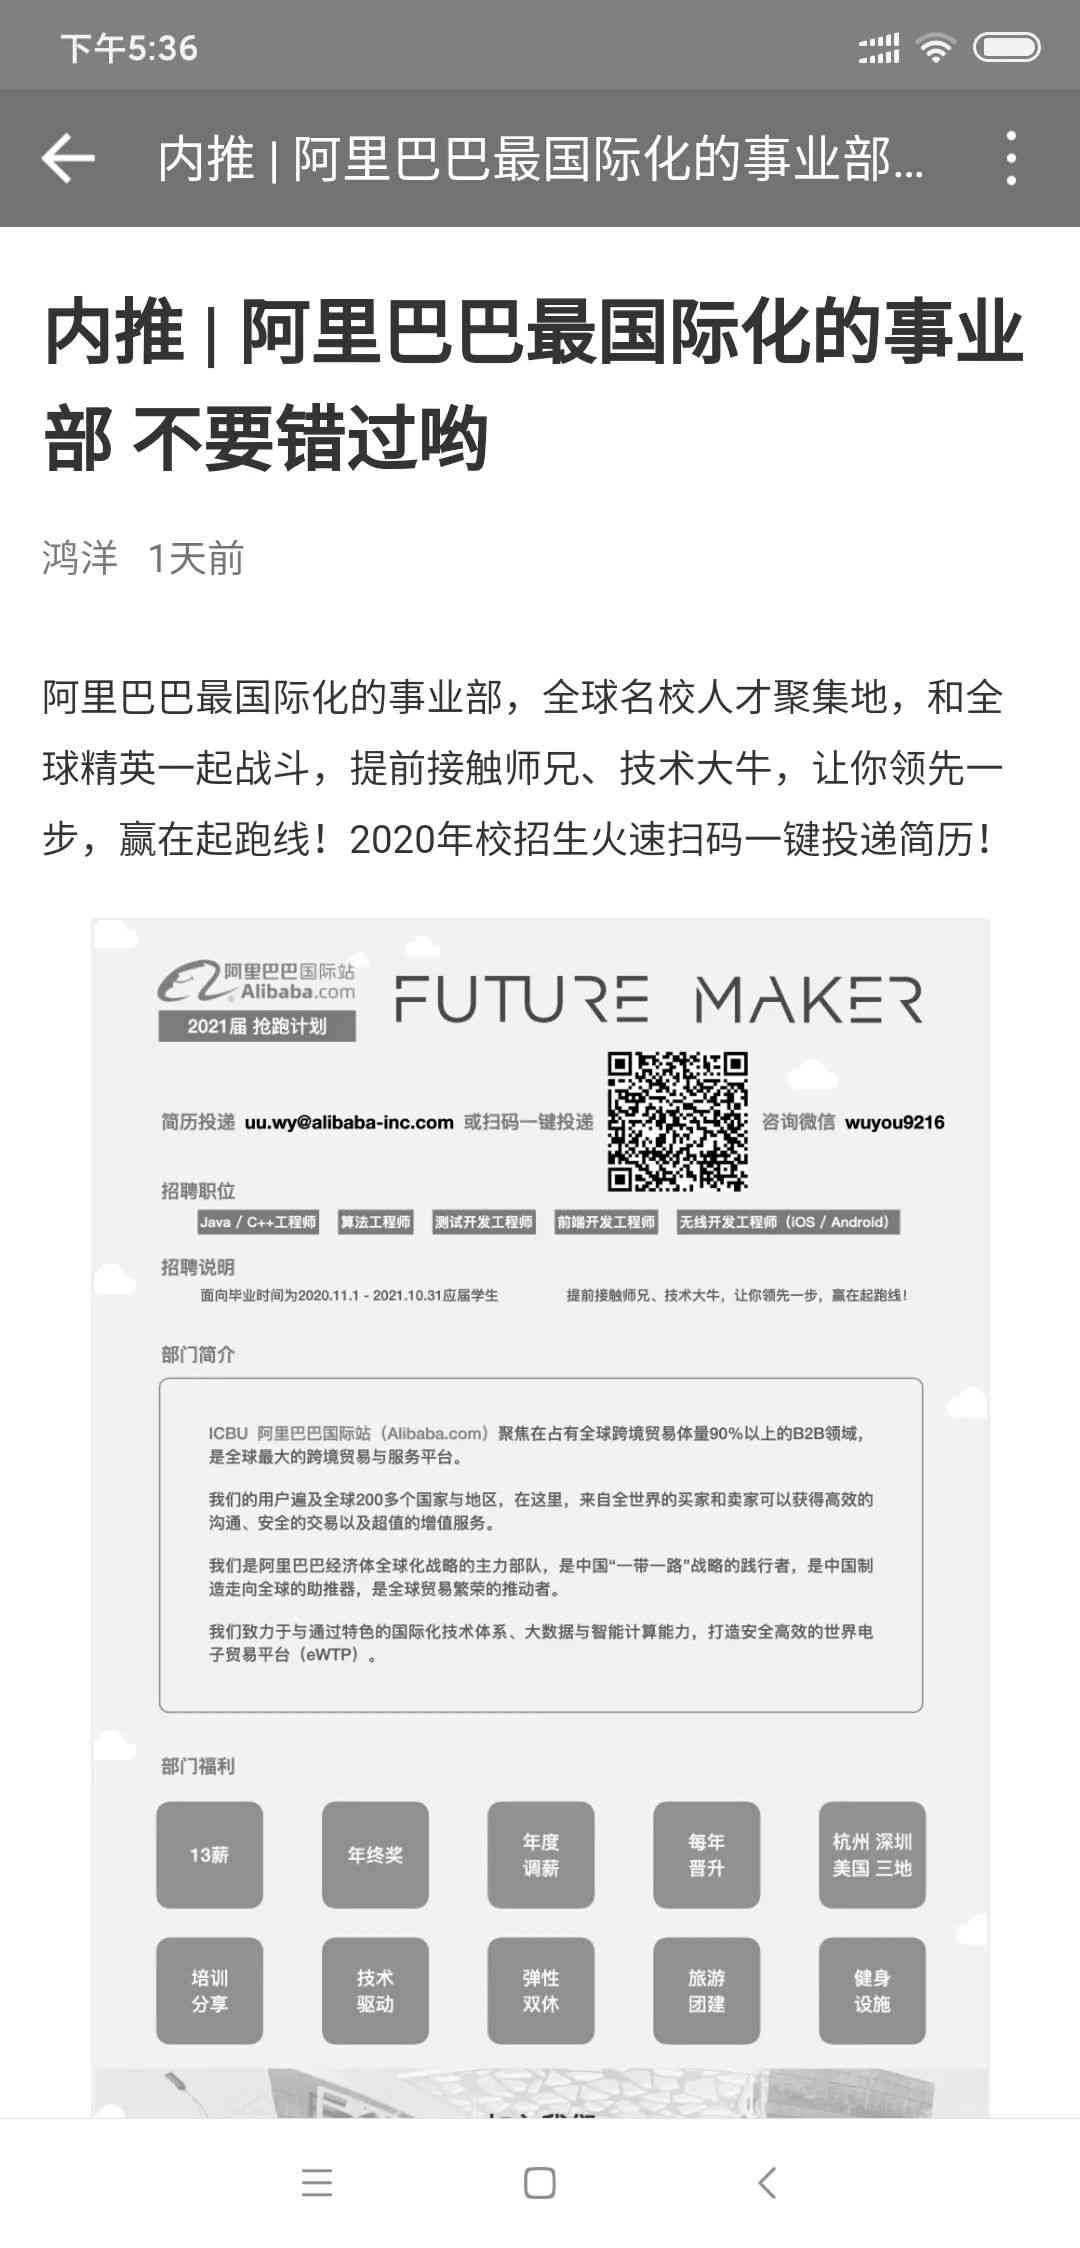 下午5:36
内推 | 阿里巴巴最国际化的事业部...
内推 | 阿里巴巴最国际化的事业
部 不要错过哟
鸿洋 1天前
阿里巴巴最国际化的事业部，全球名校人才聚集地，和全
球精英一起战斗，提前接触师兄、技术大牛，让你领先一
步，赢在起跑线！2020年校招生火速扫码一键投递简历！
阿里巴巴国际站
Alibaba.com
2021届 抢跑计划
FUTURE MAKER
简历投递 uu.wy@alibaba-inc.com 或扫码一键投递 咨询微信 wuyou9216
招聘职位
Java / C++工程师 算法工程师 测试开发工程师 前端开发工程师 无线开发工程师（iOS / Android）
招聘说明
面向毕业时间为2020.11.1 - 2021.10.31应届学生 提前接触师兄、技术大牛，让你领先一步，赢在起跑线！
部门简介
ICBU 阿里巴巴国际站（Alibaba.com）聚焦在占有全球跨境贸易体量90%以上的B2B领域，
是全球最大的跨境贸易与服务平台。
我们的用户遍及全球200多个国家与地区，在这里，来自全世界的买家和卖家可以获得高效的
沟通、安全的交易以及超值的增值服务。
我们是阿里巴巴经济体全球化战略的主力部队，是中国“一带一路”战略的践行者，是中国制
造走向全球的助推器，是全球贸易繁荣的推动者。
我们致力于与通过特色的国际化技术体系、大数据与智能计算能力，打造安全高效的世界电
子贸易平台（eWTP）。
部门福利
13薪 年终奖 年度 每年 杭州 深圳
调薪 晋升 美国 三地
培训 技术 弹性 旅游 健身
分享 驱动 双休 团建 设施